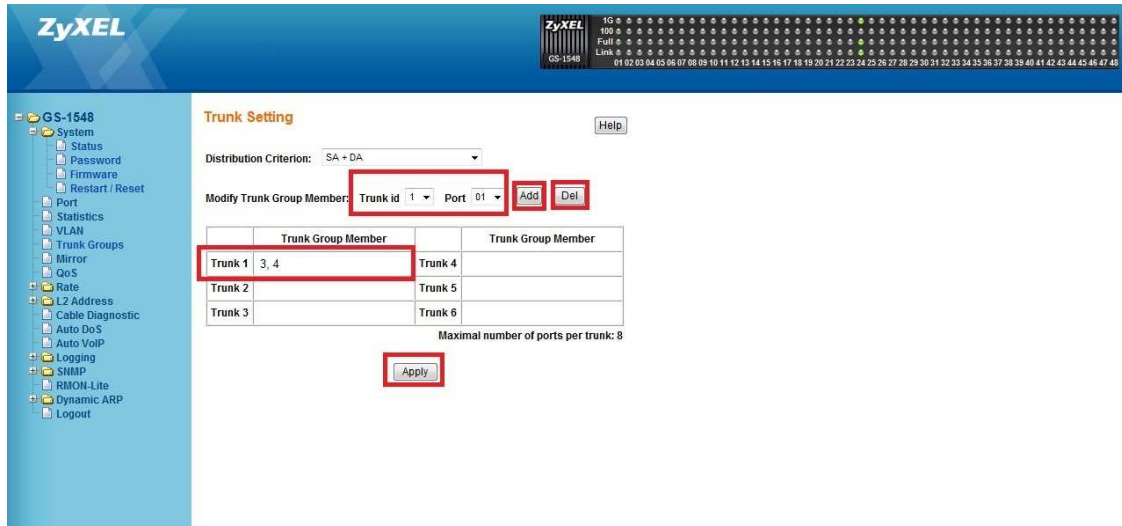 ZyXEL
ZyXEL
GS-1548
1G
100
Full
Link
01 02 03 04 05 06 07 08 09 10 11 12 13 14 15 16 17 18 19 20 21 22 23 24 25 26 27 28 29 30 31 32 33 34 35 36 37 38 39 40 41 42 43 44 45 46 47 48
GS-1548
System
Status
Password
Firmware
Restart / Reset
Port
Statistics
VLAN
Trunk Groups
Mirror
QoS
Rate
L2 Address
Cable Diagnostic
Auto DoS
Auto VoIP
Logging
SNMP
RMON-Lite
Dynamic ARP
Logout
Trunk Setting
Help
Distribution Criterion: SA + DA
Modify Trunk Group Member: Trunk id 1 Port 01 Add Del
Trunk Group Member Trunk Group Member
Trunk 1 3, 4 Trunk 4
Trunk 2 Trunk 5
Trunk 3 Trunk 6
Maximal number of ports per trunk: 8
Apply